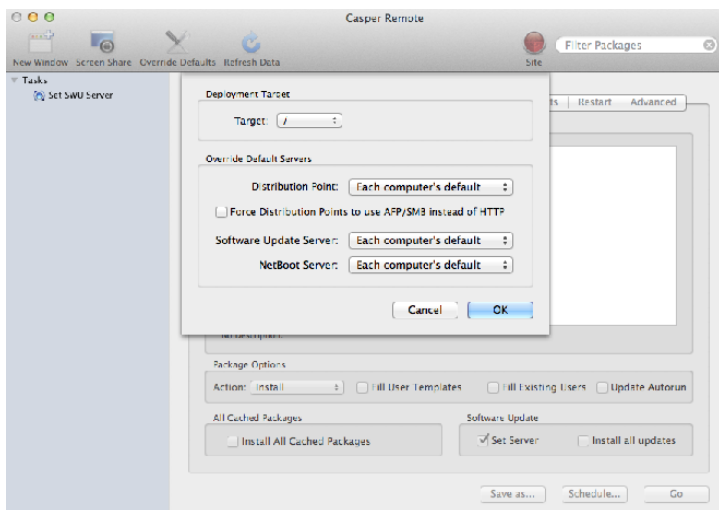 Casper Remote
New Window Screen Share Override Defaults Refresh Data Site Filter Packages
Tasks
Set SWU Server
Deployment Target
Target: /
Override Default Servers
Distribution Point: Each computer's default
Force Distribution Points to use AFP/SMB instead of HTTP
Software Update Server: Each computer's default
NetBoot Server: Each computer's default
Cancel OK
Restart Advanced
No Description.
Package Options
Action: Install Fill User Templates Fill Existing Users Update Autorun
All Cached Packages Software Update
Install All Cached Packages Set Server Install all updates
Save as... Schedule... Go